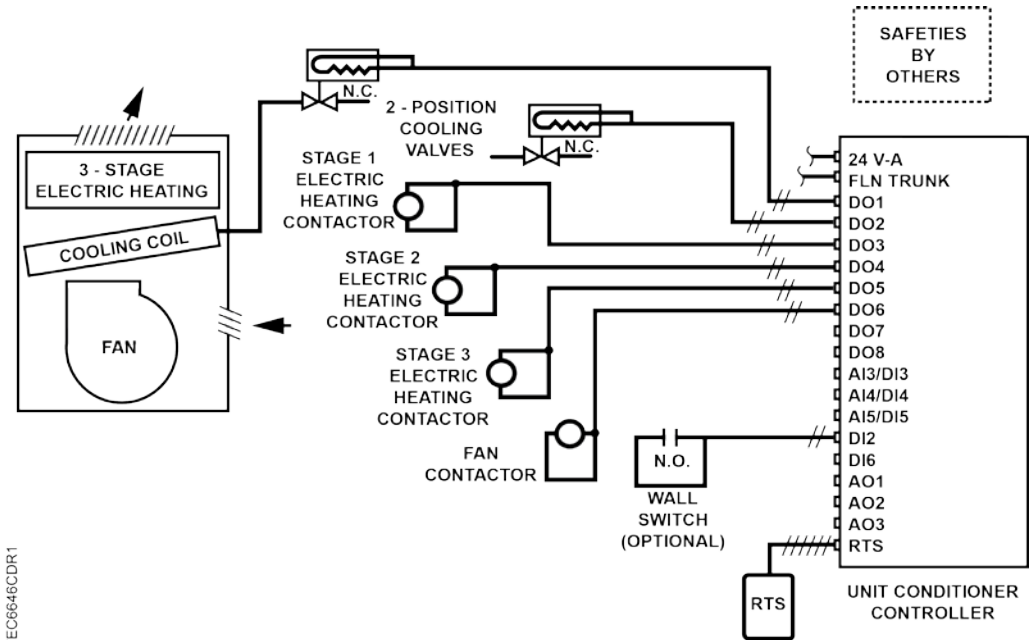 SAFETIES
BY
OTHERS
N.C.
2 - POSITION
COOLING
VALVES
N.C.
3 - STAGE
ELECTRIC HEATING
COOLING COIL
FAN
STAGE 1
ELECTRIC
HEATING
CONTACTOR
STAGE 2
ELECTRIC
HEATING
CONTACTOR
STAGE 3
ELECTRIC
HEATING
CONTACTOR
FAN
CONTACTOR
N.O.
WALL
SWITCH
(OPTIONAL)
24 V-A
FLN TRUNK
DO1
DO2
DO3
DO4
DO5
DO6
DO7
DO8
AI3/DI3
AI4/DI4
AI5/DI5
DI2
DI6
AO1
AO2
AO3
RTS
RTS
UNIT CONDITIONER
CONTROLLER
EC6646CDR1